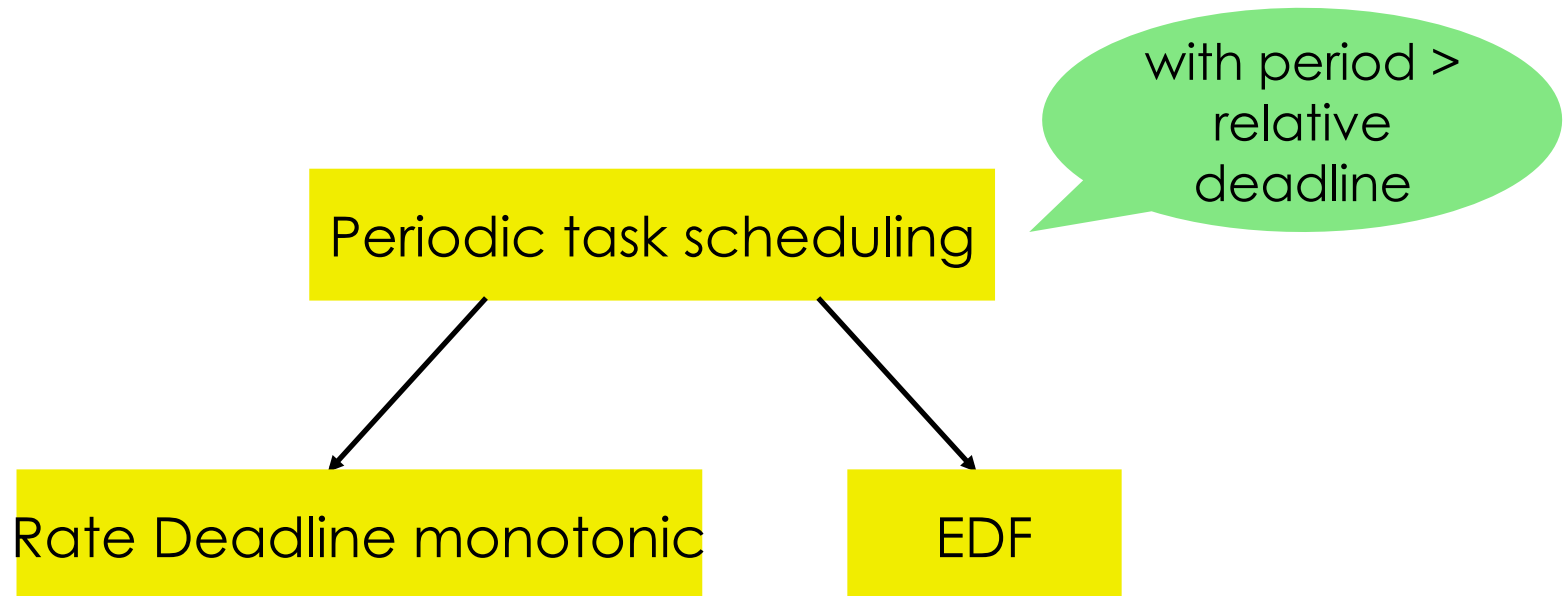 with period >
relative
deadline
Periodic task scheduling
Rate Deadline monotonic
EDF